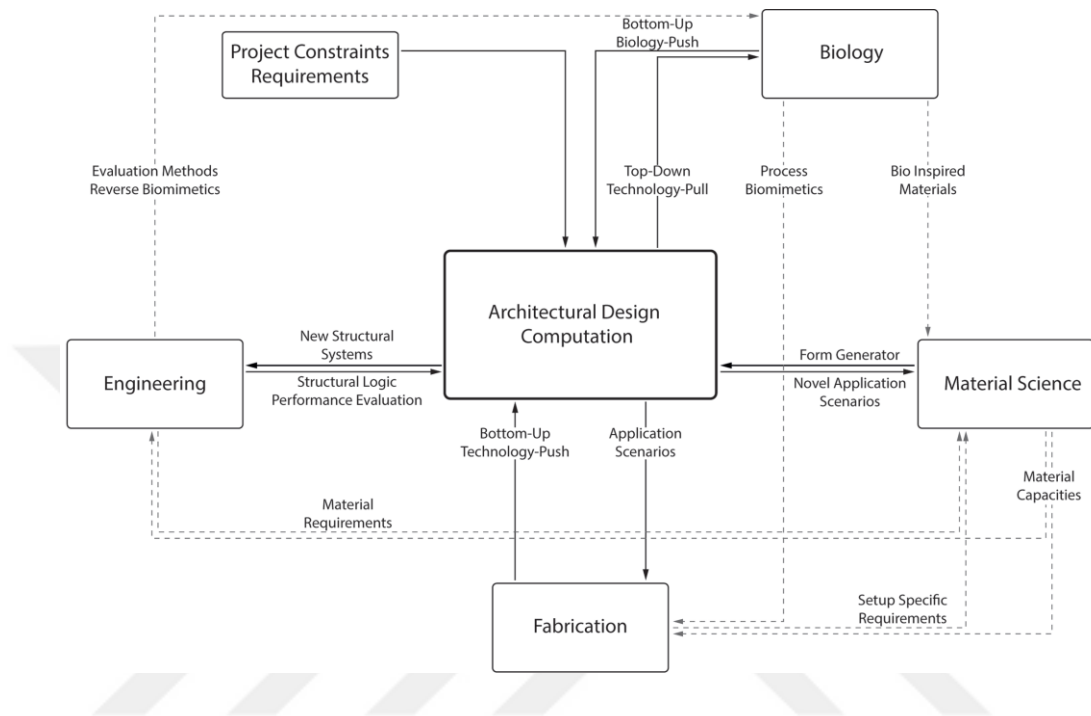 Project Constraints
Requirements
Bottom-Up
Biology-Push
Biology
Evaluation Methods
Reverse Biomimetics
Top-Down
Technology-Pull
Process
Biomimetics
Bio Inspired
Materials
Architectural Design
Computation
Engineering
New Structural
Systems
Structural Logic
Performance Evaluation
Form Generator
Novel Application
Scenarios
Material Science
Bottom-Up
Technology-Push
Application
Scenarios
Material
Capacities
Material
Requirements
Fabrication
Setup Specific
Requirements